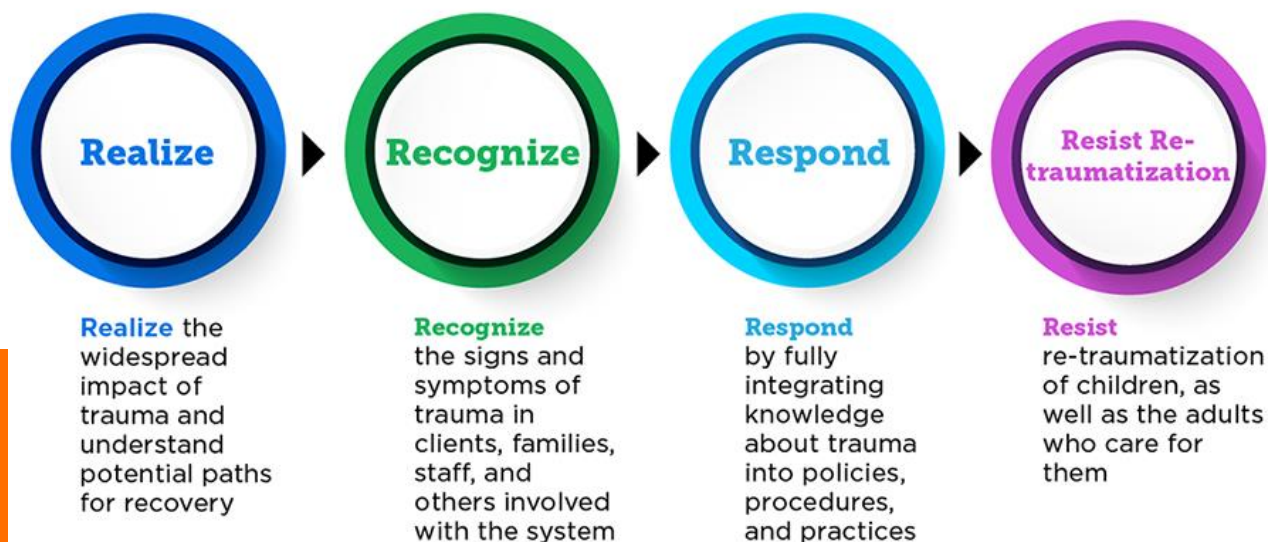 Realize
Recognize
Respond
Resist Re-
traumatization
Realize the
widespread
impact of
trauma and
understand
potential paths
for recovery
Recognize
the signs and
symptoms of
trauma in
clients, families,
staff, and
others involved
with the system
Respond
by fully
integrating
knowledge
about trauma
into policies,
procedures,
and practices
Resist
re-traumatization
of children, as
well as the adults
who care for
them